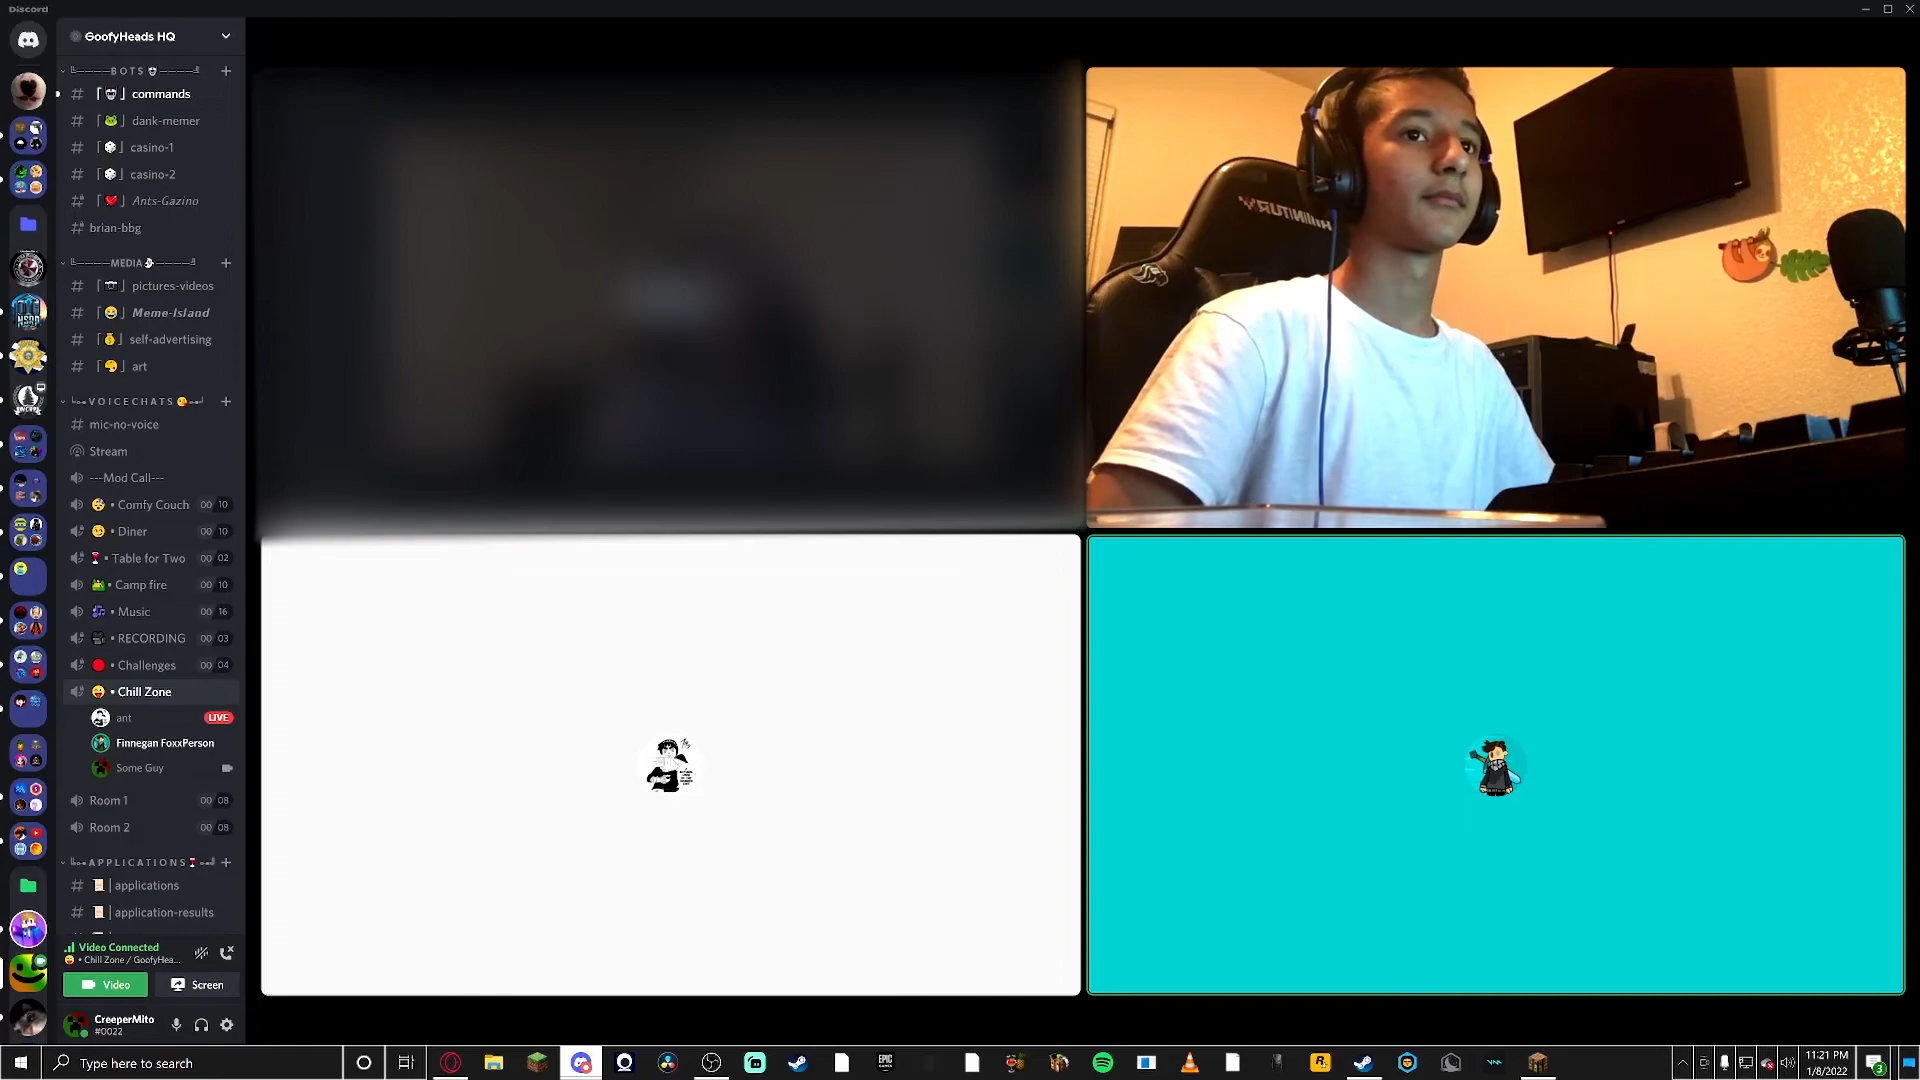 Discord
GoofyHeads HQ
BOTS
commands
dank-memer
casino-1
casino-2
Ants-Gazino
brian-bbg
MEDIA
pictures-videos
Meme-Island
self-advertising
art
VOICECHATS
mic-no-voice
Stream
---Mod Call---
• Comfy Couch 00 10
• Diner 00 10
• Table for Two 00 02
• Camp fire 00 10
• Music 00 16
• RECORDING 00 03
• Challenges 00 04
• Chill Zone
ant LIVE
Finnegan FoxxPerson
Some Guy
Room 1 00 08
Room 2 00 08
APPLICATIONS
applications
application-results
Video Connected
• Chill Zone / GoofyHea...
Video Screen
CreeperMito
#0022
Type here to search
11:21 PM
1/8/2022
3